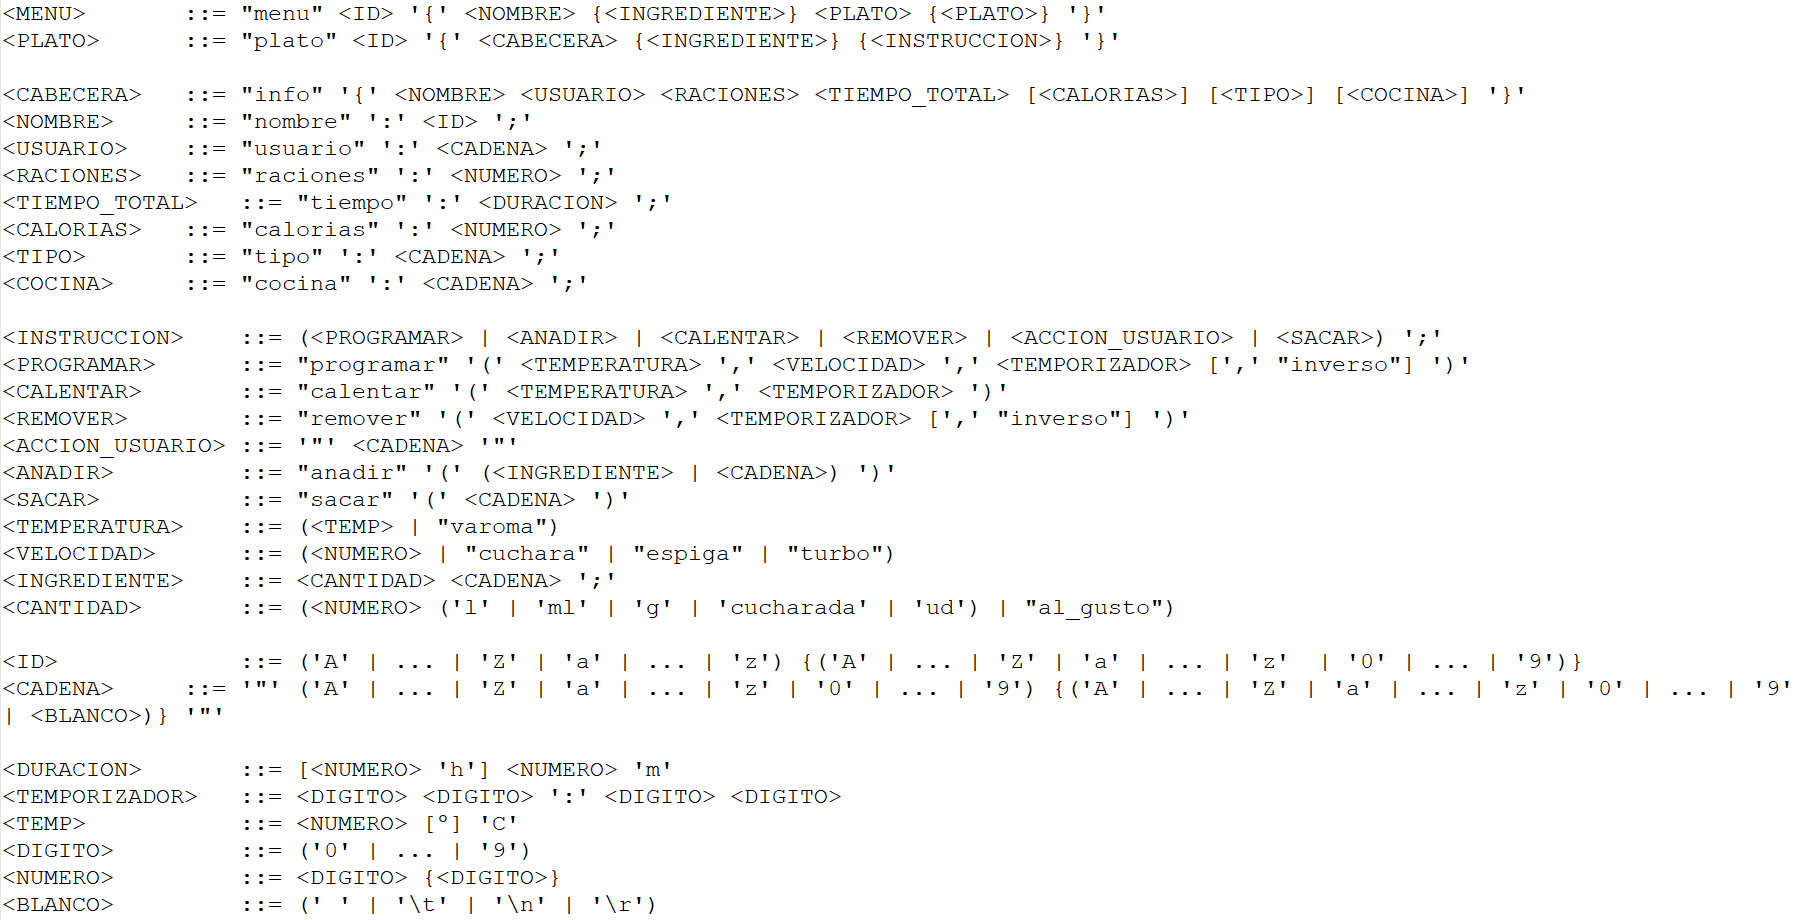 <MENU> ::= "menu" <ID> '{' <NOMBRE> {<INGREDIENTE>} <PLATO> {<PLATO>} '}'
<PLATO> ::= "plato" <ID> '{' <CABECERA> {<INGREDIENTE>} {<INSTRUCCION>} '}'
<CABECERA> ::= "info" '{' <NOMBRE> <USUARIO> <RACIONES> <TIEMPO_TOTAL> [<CALORIAS>] [<TIPO>] [<COCINA>] '}'
<NOMBRE> ::= "nombre" ':' <ID> ';'
<USUARIO> ::= "usuario" ':' <CADENA> ';'
<RACIONES> ::= "raciones" ':' <NUMERO> ';'
<TIEMPO_TOTAL> ::= "tiempo" ':' <DURACION> ';'
<CALORIAS> ::= "calorias" ':' <NUMERO> ';'
<TIPO> ::= "tipo" ':' <CADENA> ';'
<COCINA> ::= "cocina" ':' <CADENA> ';'
<INSTRUCCION> ::= (<PROGRAMAR> | <ANADIR> | <CALENTAR> | <REMOVER> | <ACCION_USUARIO> | <SACAR>) ';'
<PROGRAMAR> ::= "programar" '(' <TEMPERATURA> ',' <VELOCIDAD> ',' <TEMPORIZADOR> [',' "inverso"] ')'
<CALENTAR> ::= "calentar" '(' <TEMPERATURA> ',' <TEMPORIZADOR> ')'
<REMOVER> ::= "remover" '(' <VELOCIDAD> ',' <TEMPORIZADOR> [',' "inverso"] ')'
<ACCION_USUARIO> ::= '"' <CADENA> '"'
<ANADIR> ::= "anadir" '(' (<INGREDIENTE> | <CADENA>) ')'
<SACAR> ::= "sacar" '(' <CADENA> ')'
<TEMPERATURA> ::= (<TEMP> | "varoma")
<VELOCIDAD> ::= (<NUMERO> | "cuchara" | "espiga" | "turbo")
<INGREDIENTE> ::= <CANTIDAD> <CADENA> ';'
<CANTIDAD> ::= (<NUMERO> ('l' | 'ml' | 'g' | 'cucharada' | 'ud') | "al_gusto")
<ID> ::= ('A' | ... | 'Z' | 'a' | ... | 'z') {('A' | ... | 'Z' | 'a' | ... | 'z' | '0' | ... | '9')}
<CADENA> ::= '"' ('A' | ... | 'Z' | 'a' | ... | 'z' | '0' | ... | '9') {('A' | ... | 'Z' | 'a' | ... | 'z' | '0' | ... | '9'
| <BLANCO>)} '"'
<DURACION> ::= [<NUMERO> 'h'] <NUMERO> 'm'
<TEMPORIZADOR> ::= <DIGITO> <DIGITO> ':' <DIGITO> <DIGITO>
<TEMP> ::= <NUMERO> [º] 'C'
<DIGITO> ::= ('0' | ... | '9')
<NUMERO> ::= <DIGITO> {<DIGITO>}
<BLANCO> ::= (' ' | '\t' | '\n' | '\r')